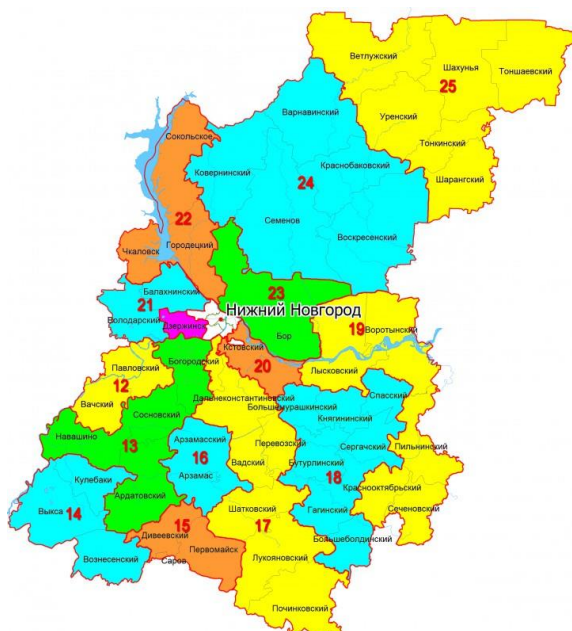 Ветлужский
Шахунья
Тоншаевский
25
Уренский
Варнавинский
Сокольское
Тонкинский
Краснобаковский
Ковернинский
24
Шарангский
22
Семенов
Воскресенский
Городецкий
Чкаловск
Балахнинский
23
21
Нижний Новгород
Володарский
Дзержинск
19
Воротынский
Бор
Кстовский
20
Богородский
Павловский
Лысковский
12
Дальнеконстантиновский
Спасский
Вачский
Большемурашкинский
Сосновский
Княгининский
Арзамасский
Перевозский
Навашино
13
16
Сергачский
Пильнинский
Вадский
Бутурлинский
Кулебаки
Арзамас
18
Краснооктябрьский
Ардатовский
Шатковский
Гагинский
Сеченовский
Выкса
14
15
17
Дивеевский
Большеболдинский
Первомайск
Вознесенский
Саров
Лукояновский
Починковский